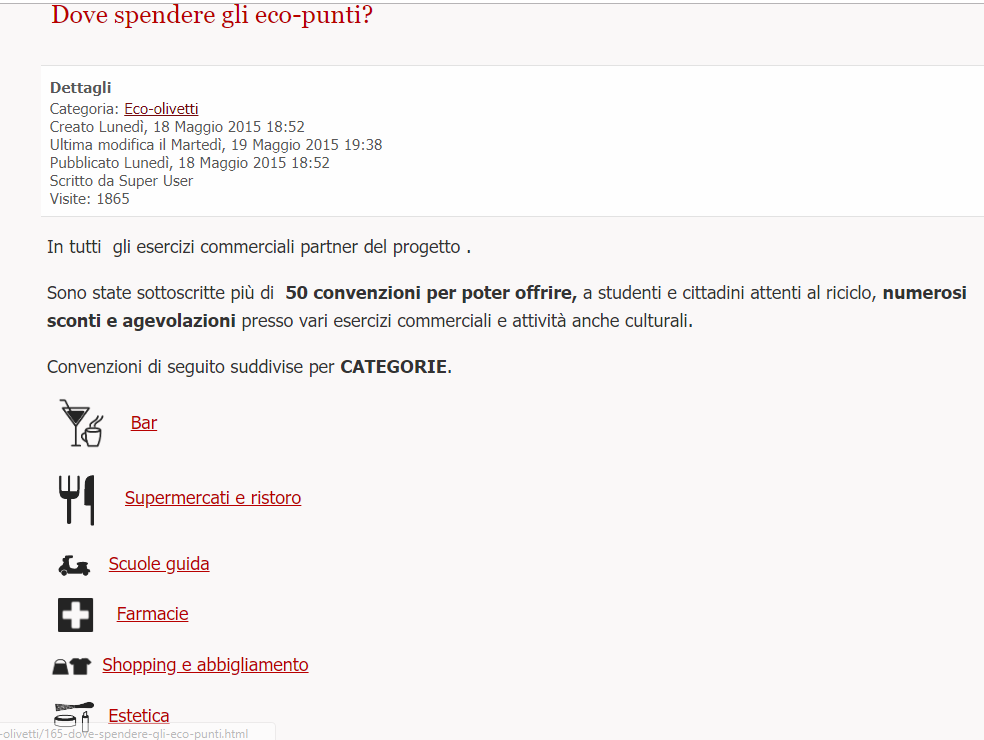 Dove spendere gli eco-punti?
Dettagli
Categoria: Eco-olivetti
Creato Lunedì, 18 Maggio 2015 18:52
Ultima modifica il Martedì, 19 Maggio 2015 19:38
Pubblicato Lunedì, 18 Maggio 2015 18:52
Scritto da Super User
Visite: 1865
In tutti  gli esercizi commerciali partner del progetto .
Sono state sottoscritte più di  50 convenzioni per poter offrire, a studenti e cittadini attenti al riciclo, numerosi
sconti e agevolazioni presso vari esercizi commerciali e attività anche culturali.
Convenzioni di seguito suddivise per CATEGORIE.
Bar
Supermercati e ristoro
Scuole guida
Farmacie
Shopping e abbigliamento
Estetica
-olivetti/165-dove-spendere-gli-eco-punti.html